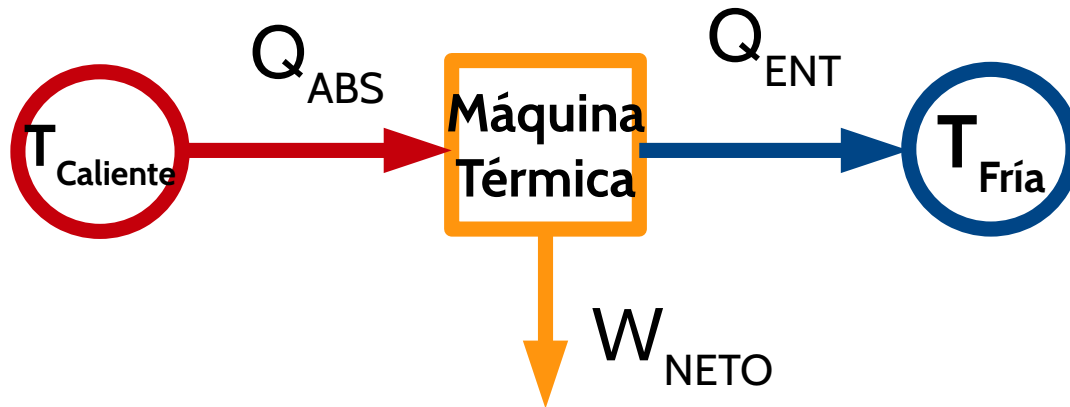 Q ABS
Q ENT
T Caliente
Máquina
Térmica
T Fría
W NETO